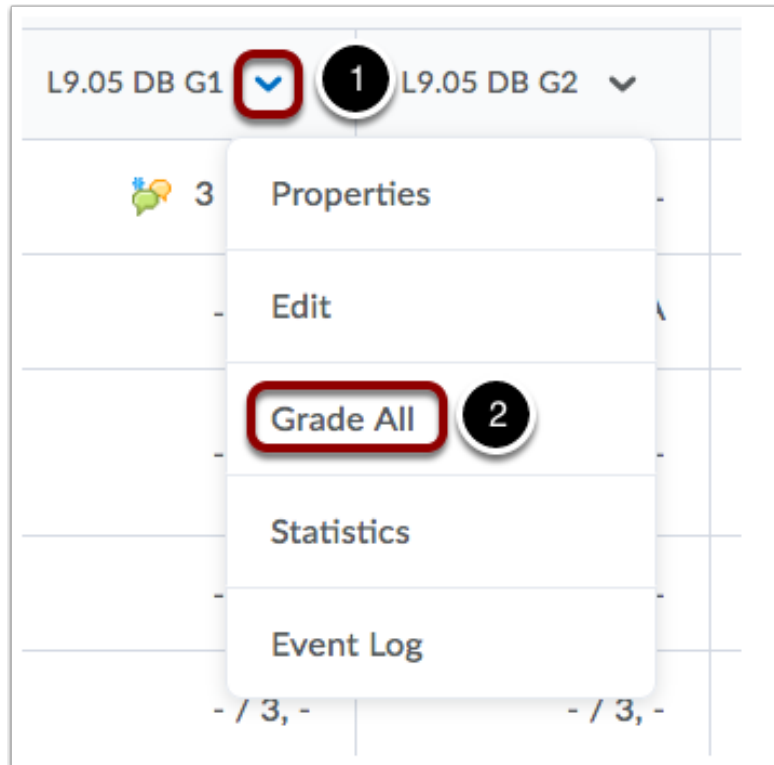 L9.05 DB G1 1 L9.05 DB G2
3 Properties -
- Edit
Grade All 2
- -
Statistics
- -
Event Log
- / 3, - - / 3, -